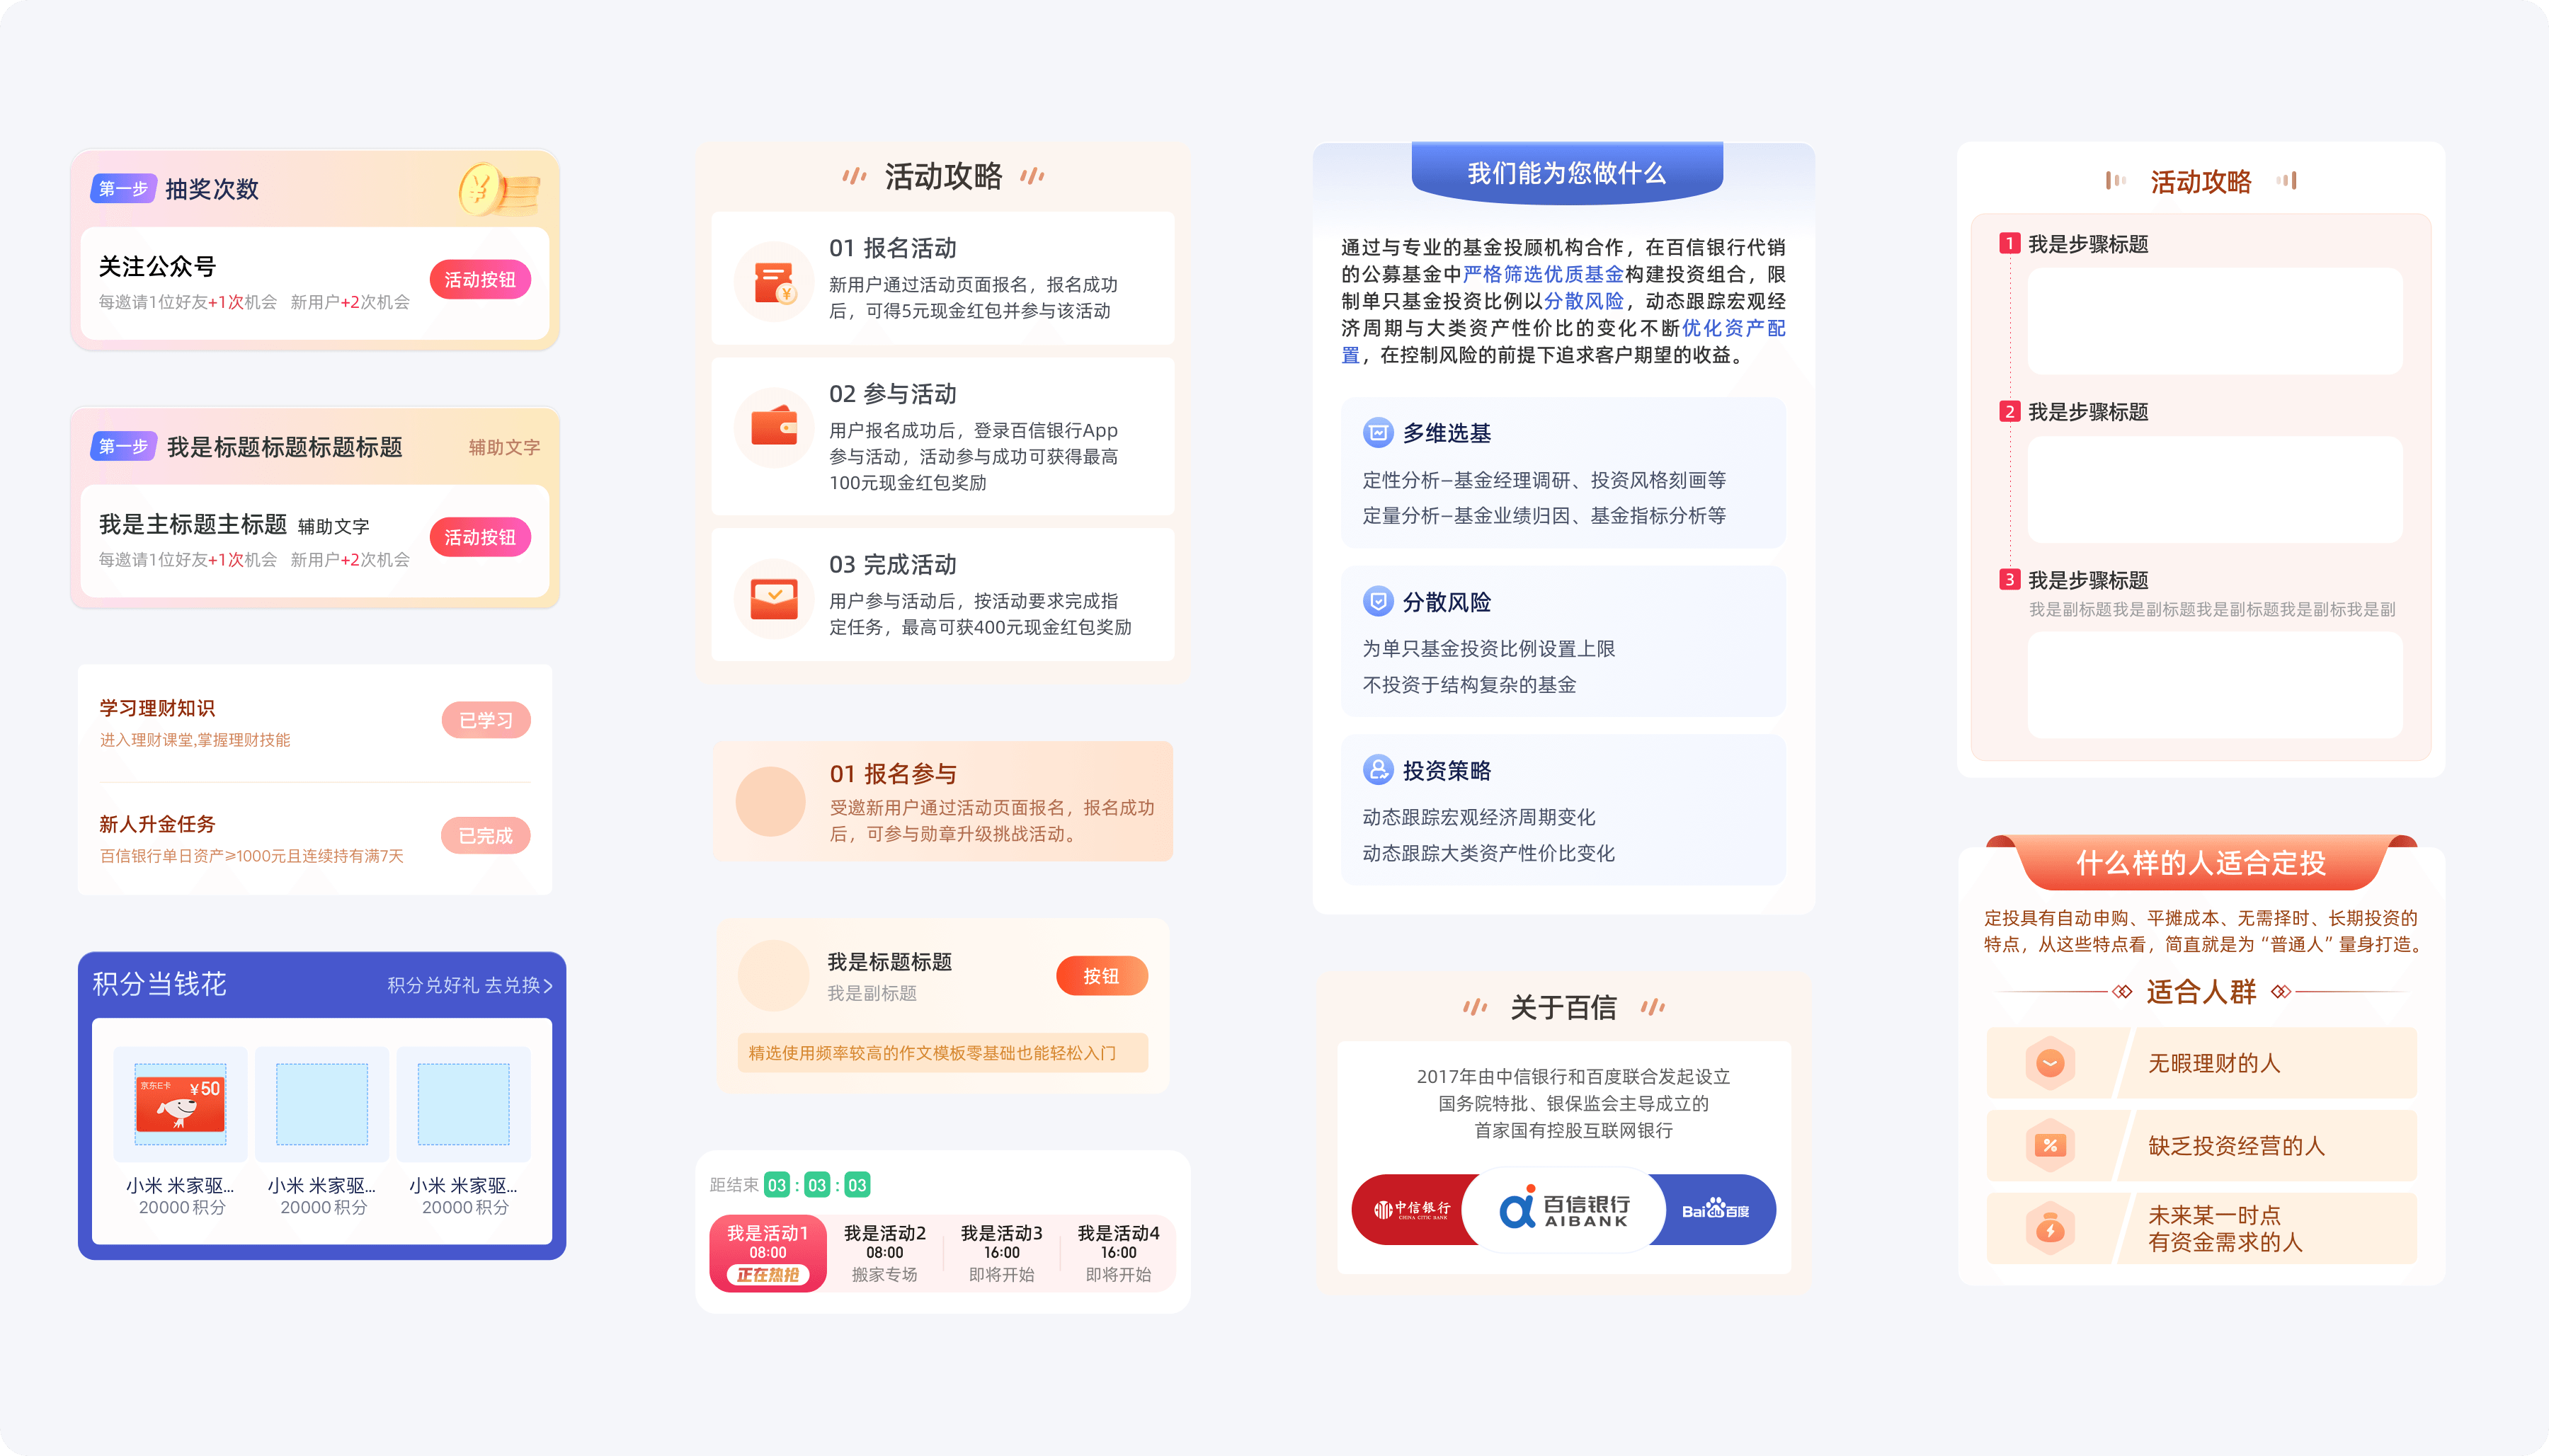 第一步 抽奖次数
关注公众号
每邀请1位好友+1次机会 新用户+2次机会
活动按钮
第一步 我是标题标题标题标题
辅助文字
我是主标题主标题 辅助文字
每邀请1位好友+1次机会 新用户+2次机会
活动按钮
学习理财知识
进入理财课堂,掌握理财技能
已学习
新人升金任务
百信银行单日资产≥1000元且连续持有满7天
已完成
积分当钱花
积分兑好礼 去兑换
京东E卡
¥50
小米 米家驱...
20000积分
小米 米家驱...
20000积分
小米 米家驱...
20000积分
活动攻略
01 报名活动
新用户通过活动页面报名，报名成功
后，可得5元现金红包并参与该活动
02 参与活动
用户报名成功后，登录百信银行App
参与活动，活动参与成功可获得最高
100元现金红包奖励
03 完成活动
用户参与活动后，按活动要求完成指
定任务，最高可获400元现金红包奖励
01 报名参与
受邀新用户通过活动页面报名，报名成功
后，可参与勋章升级挑战活动。
我是标题标题
我是副标题
按钮
精选使用频率较高的作文模板零基础也能轻松入门
距结束 03 : 03 : 03
我是活动1
08:00
正在热抢
我是活动2
08:00
搬家专场
我是活动3
16:00
即将开始
我是活动4
16:00
即将开始
我们能为您做什么
通过与专业的基金投顾机构合作，在百信银行代销
的公募基金中严格筛选优质基金构建投资组合，限
制单只基金投资比例以分散风险，动态跟踪宏观经
济周期与大类资产性价比的变化不断优化资产配
置，在控制风险的前提下追求客户期望的收益。
多维选基
定性分析—基金经理调研、投资风格刻画等
定量分析—基金业绩归因、基金指标分析等
分散风险
为单只基金投资比例设置上限
不投资于结构复杂的基金
投资策略
动态跟踪宏观经济周期变化
动态跟踪大类资产性价比变化
关于百信
2017年由中信银行和百度联合发起设立
国务院特批、银保监会主导成立的
首家国有控股互联网银行
中信银行
CHINA CITIC BANK
百信银行
AIBANK
Bai du 百度
活动攻略
1 我是步骤标题
2 我是步骤标题
3 我是步骤标题
我是副标题我是副标题我是副标题我是副标我是副
什么样的人适合定投
定投具有自动申购、平摊成本、无需择时、长期投资的
特点，从这些特点看，简直就是为“普通人”量身打造。
适合人群
无暇理财的人
缺乏投资经营的人
未来某一时点
有资金需求的人